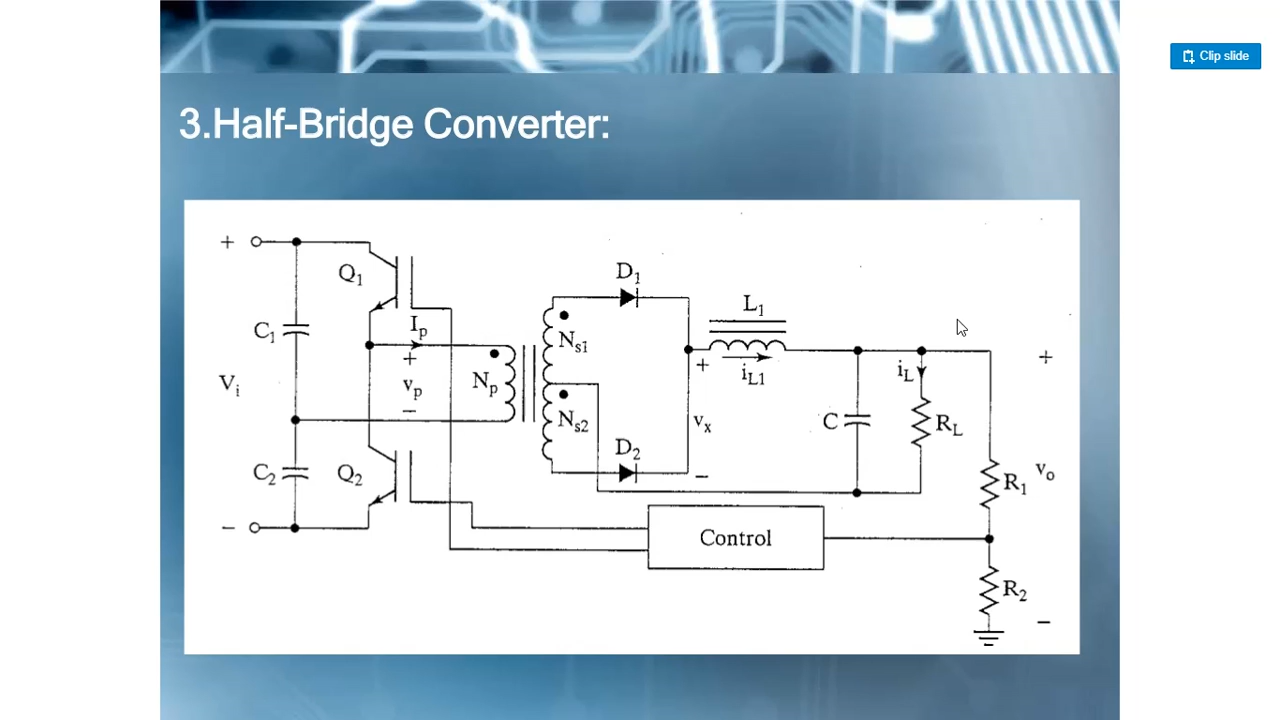 Clip slide
3.Half-Bridge Converter:
+
Q₁
D₁
L₁
C₁
Iₚ
+
Nₛ₁
+
iL₁
iL
+
Vᵢ
vₚ
Nₚ
−
Nₛ₂
vₓ
C
R_L
C₂
Q₂
D₂
−
R₁
vₒ
−
Control
R₂
−